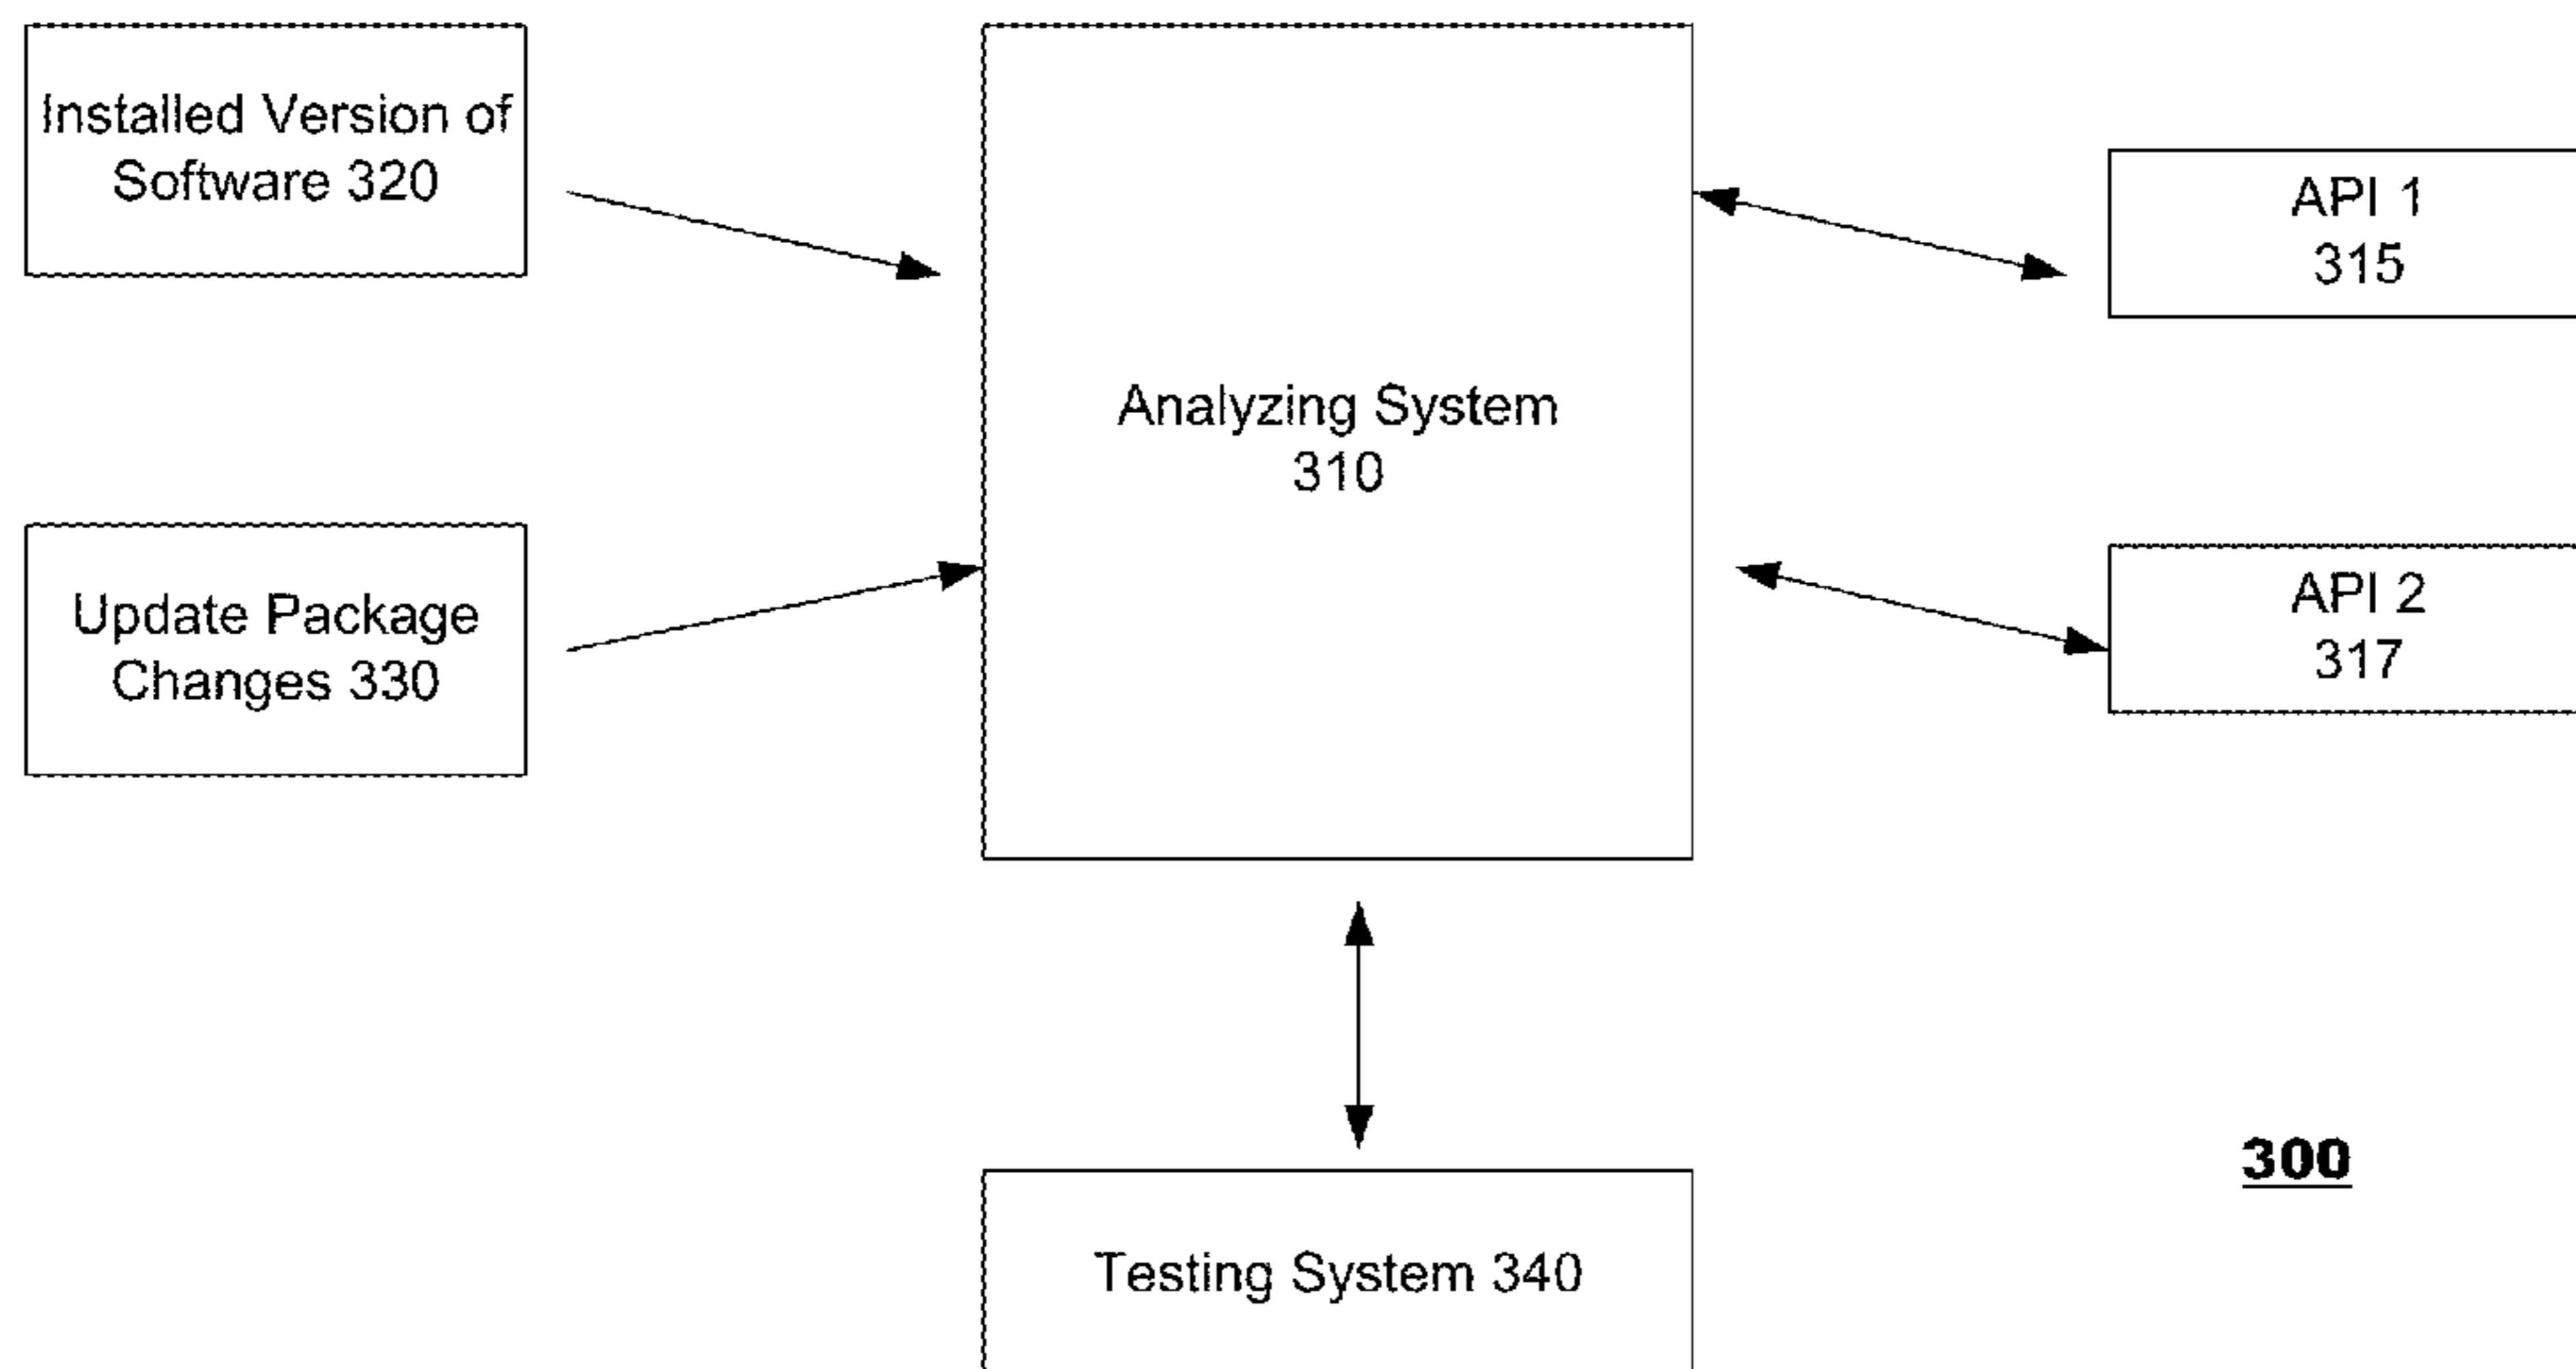 Installed Version of
Software 320
Analyzing System
310
API 1
315
Update Package
Changes 330
API 2
317
Testing System 340
300